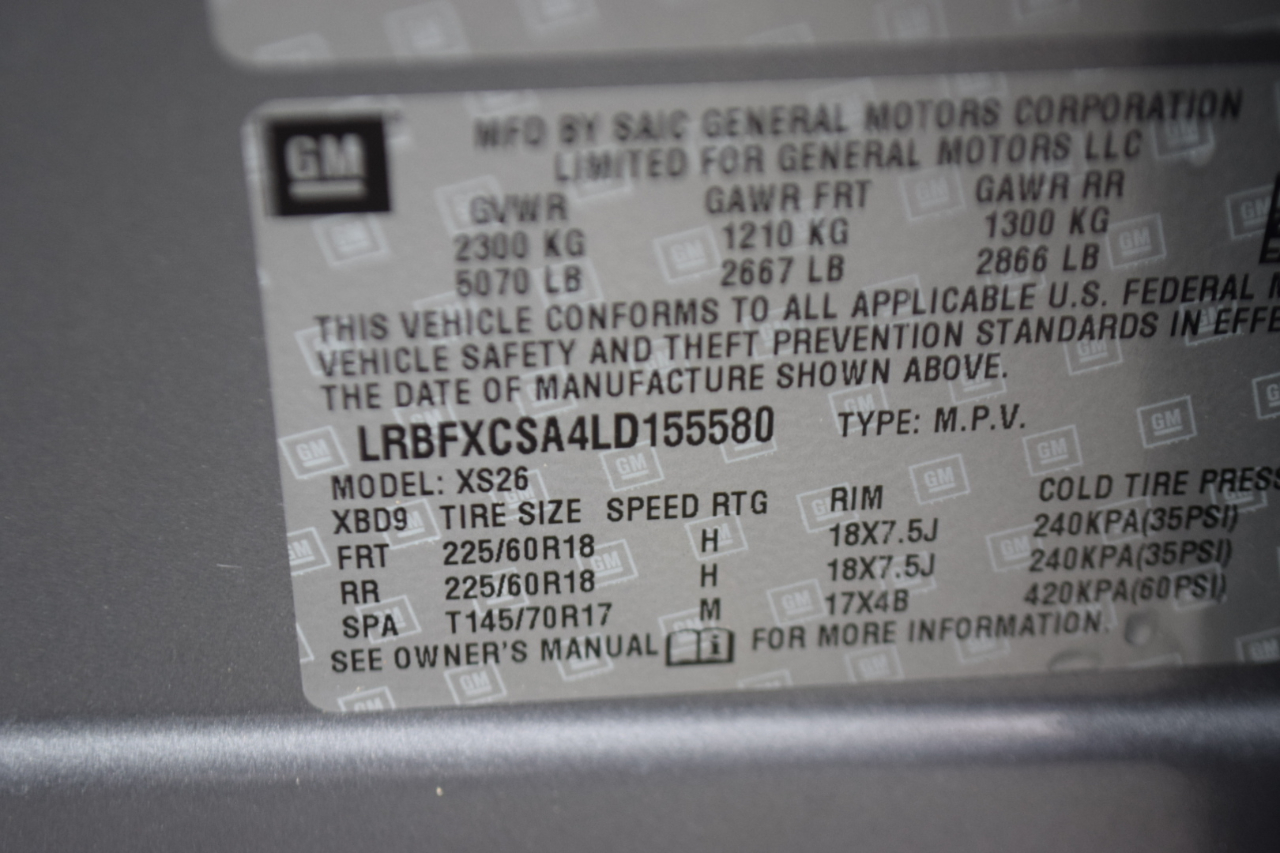 GM
MFD BY SAIC GENERAL MOTORS CORPORATION
LIMITED FOR GENERAL MOTORS LLC
GVWR GAWR FRT GAWR RR
2300 KG 1210 KG 1300 KG
5070 LB 2667 LB 2866 LB
THIS VEHICLE CONFORMS TO ALL APPLICABLE U.S. FEDERAL
VEHICLE SAFETY AND THEFT PREVENTION STANDARDS IN EFFE
THE DATE OF MANUFACTURE SHOWN ABOVE.
LRBFXCSA4LD155580 TYPE: M.P.V.
MODEL: XS26
XBD9 TIRE SIZE SPEED RTG RIM COLD TIRE PRESS
FRT 225/60R18 H 18X7.5J 240KPA(35PSI)
RR 225/60R18 H 18X7.5J 240KPA(35PSI)
SPA T145/70R17 M 17X4B 420KPA(60PSI)
SEE OWNER'S MANUAL FOR MORE INFORMATION.